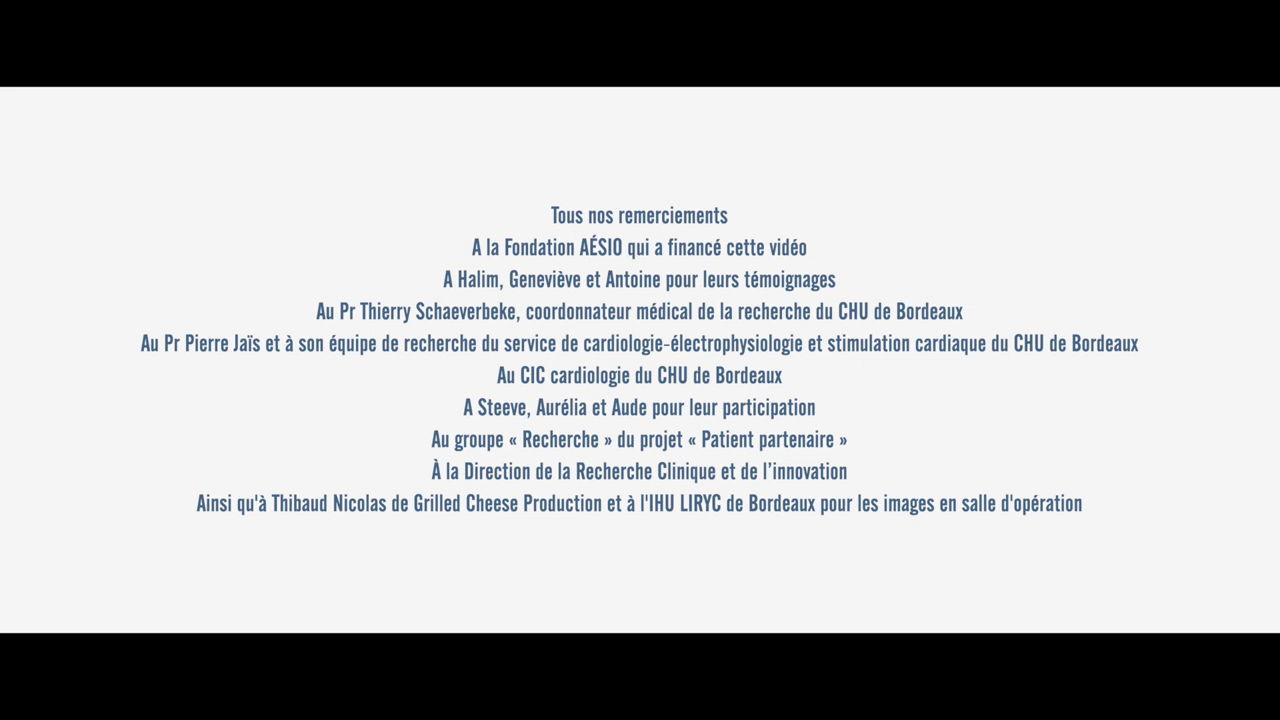 Tous nos remerciements
A la Fondation AÉSIO qui a financé cette vidéo
A Halim, Geneviève et Antoine pour leurs témoignages
Au Pr Thierry Schaeverbeke, coordonnateur médical de la recherche du CHU de Bordeaux
Au Pr Pierre Jaïs et à son équipe de recherche du service de cardiologie-électrophysiologie et stimulation cardiaque du CHU de Bordeaux
Au CIC cardiologie du CHU de Bordeaux
A Steeve, Aurélia et Aude pour leur participation
Au groupe « Recherche » du projet « Patient partenaire »
À la Direction de la Recherche Clinique et de l’innovation
Ainsi qu'à Thibaud Nicolas de Grilled Cheese Production et à l'IHU LIRYC de Bordeaux pour les images en salle d'opération